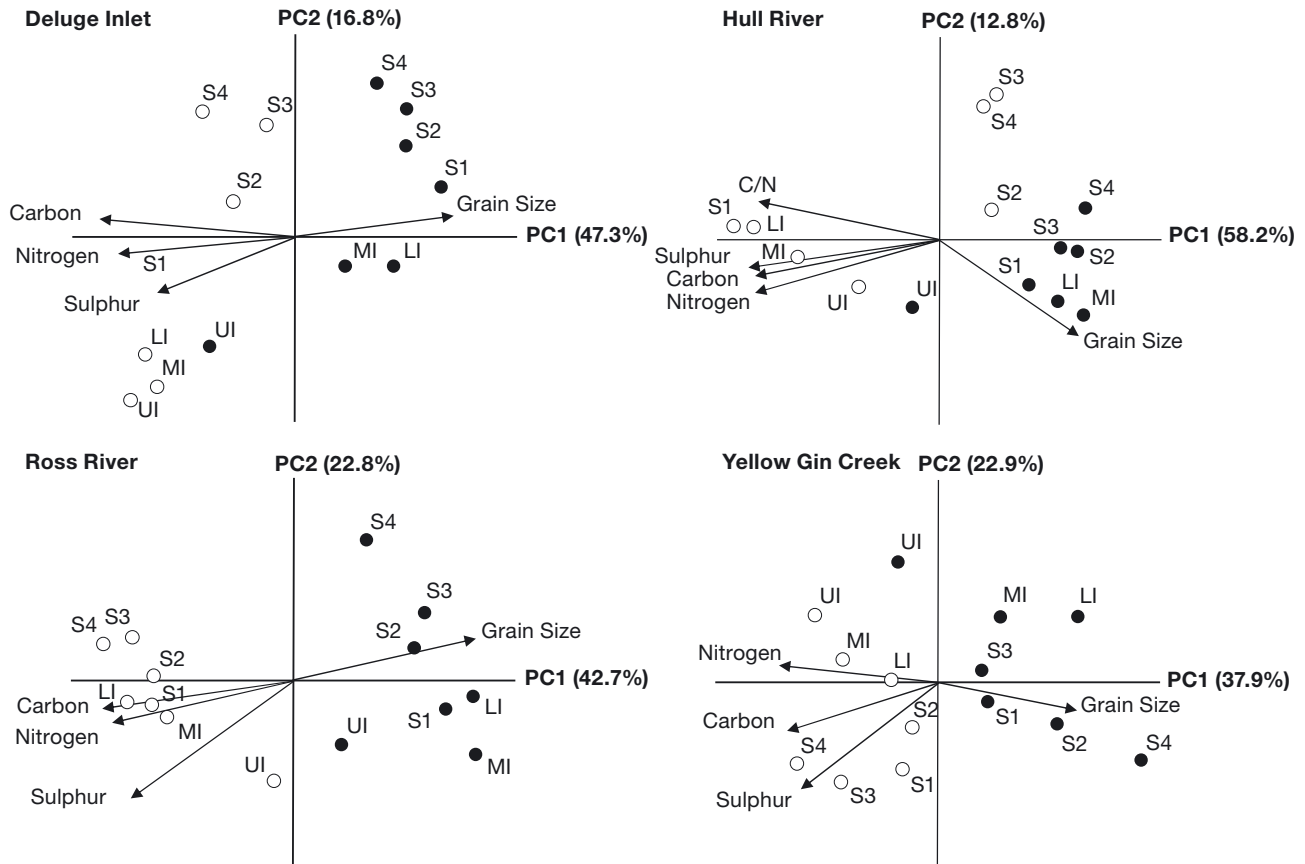 Deluge Inlet
PC2 (16.8%)
S4
S4
S3
S3
S2
S1
S2
Grain Size
Carbon
PC1 (47.3%)
Nitrogen
S1
MI
LI
Sulphur
LI
UI
MI
UI
Hull River
PC2 (12.8%)
S3
S4
C/N
S2
S4
S1
LI
S3
PC1 (58.2%)
Sulphur
MI
S2
Carbon
S1
LI
Nitrogen
UI
UI
MI
Grain Size
Ross River
PC2 (22.8%)
S4
S3
S4
S3
S2
Grain Size
S2
PC1 (42.7%)
LI
S1
Carbon
LI
S1
Nitrogen
MI
UI
MI
UI
Sulphur
Yellow Gin Creek
PC2 (22.9%)
UI
UI
MI
LI
MI
S3
Nitrogen
LI
PC1 (37.9%)
Grain Size
S2
S1
Carbon
S2
S4
S4
Sulphur
S3
S1